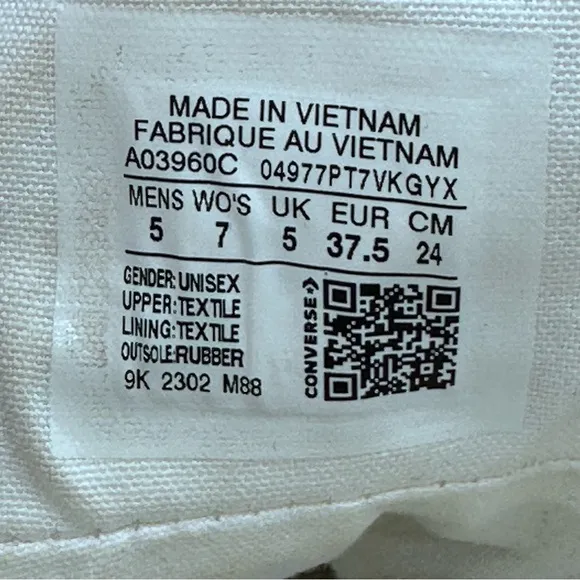 MADE IN VIETNAM
FABRIQUE AU VIETNAM
A03960C 04977PT7VKGYX
MENS WO'S UK EUR CM
5 7 5 37.5 24
GENDER: UNISEX
UPPER: TEXTILE
LINING: TEXTILE
OUTSOLE: RUBBER
9K 2302 M88
CONVERSE